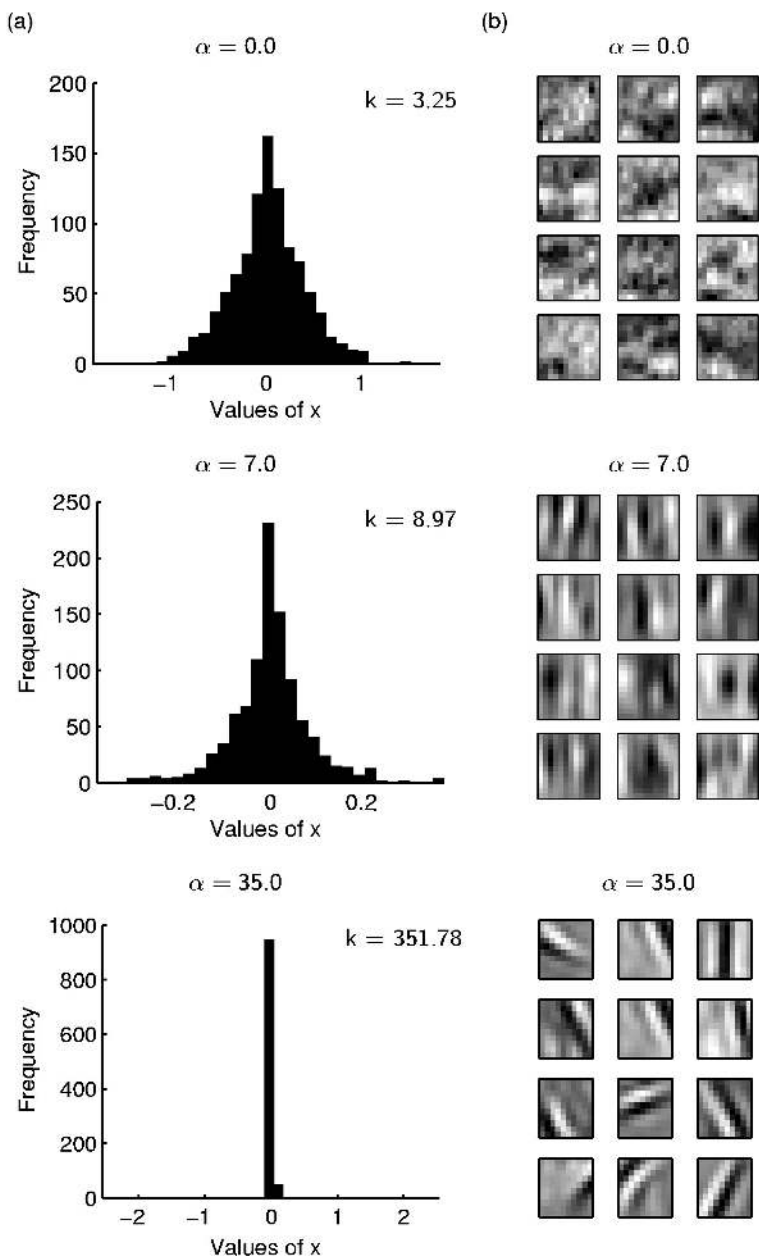 (a)
(b)
α = 0.0
α = 0.0
k = 3.25
200
150
100
50
0
Frequency
−1 0 1
Values of x
α = 7.0
α = 7.0
k = 8.97
250
200
150
100
50
0
Frequency
−0.2 0 0.2
Values of x
α = 35.0
α = 35.0
k = 351.78
1000
800
600
400
200
0
Frequency
−2 −1 0 1 2
Values of x